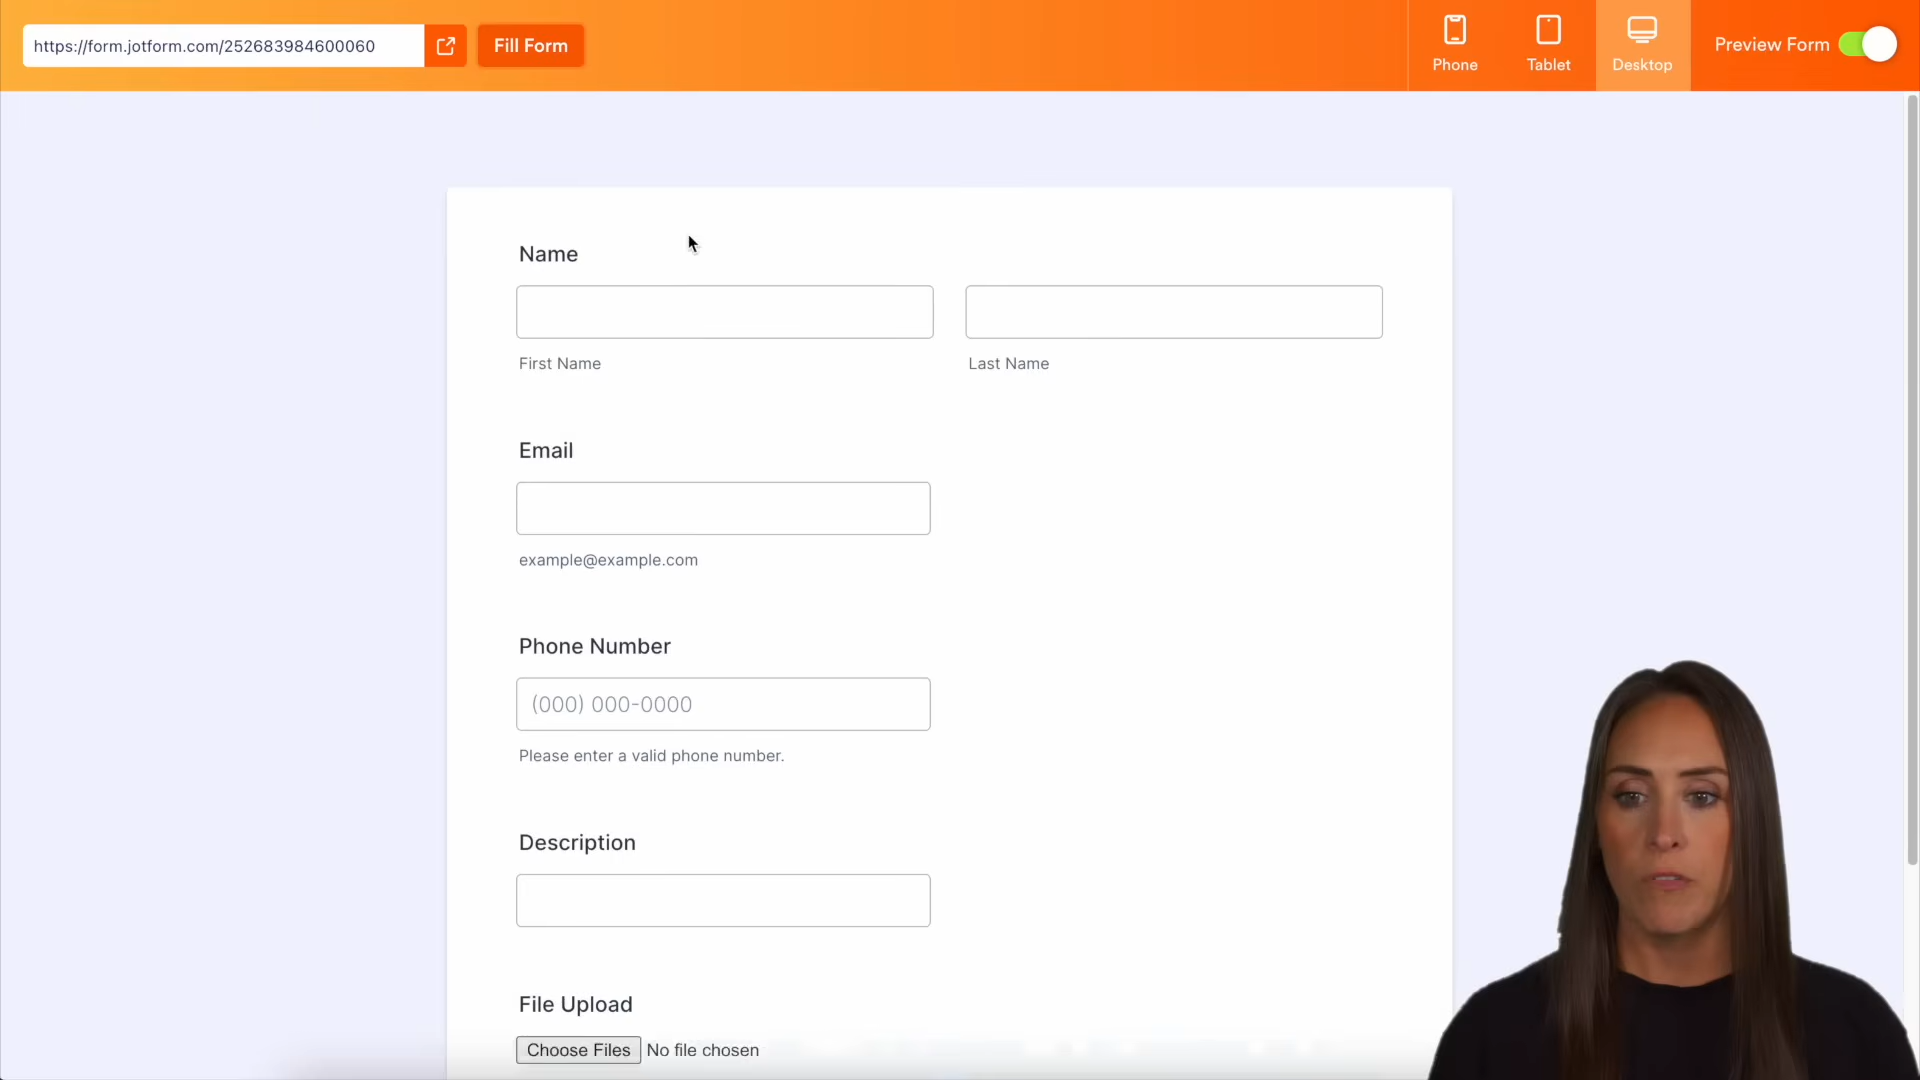 https://form.jotform.com/252683984600060
Fill Form
Phone
Tablet
Desktop
Preview Form
Name
First Name
Last Name
Email
example@example.com
Phone Number
(000) 000-0000
Please enter a valid phone number.
Description
File Upload
Choose Files No file chosen